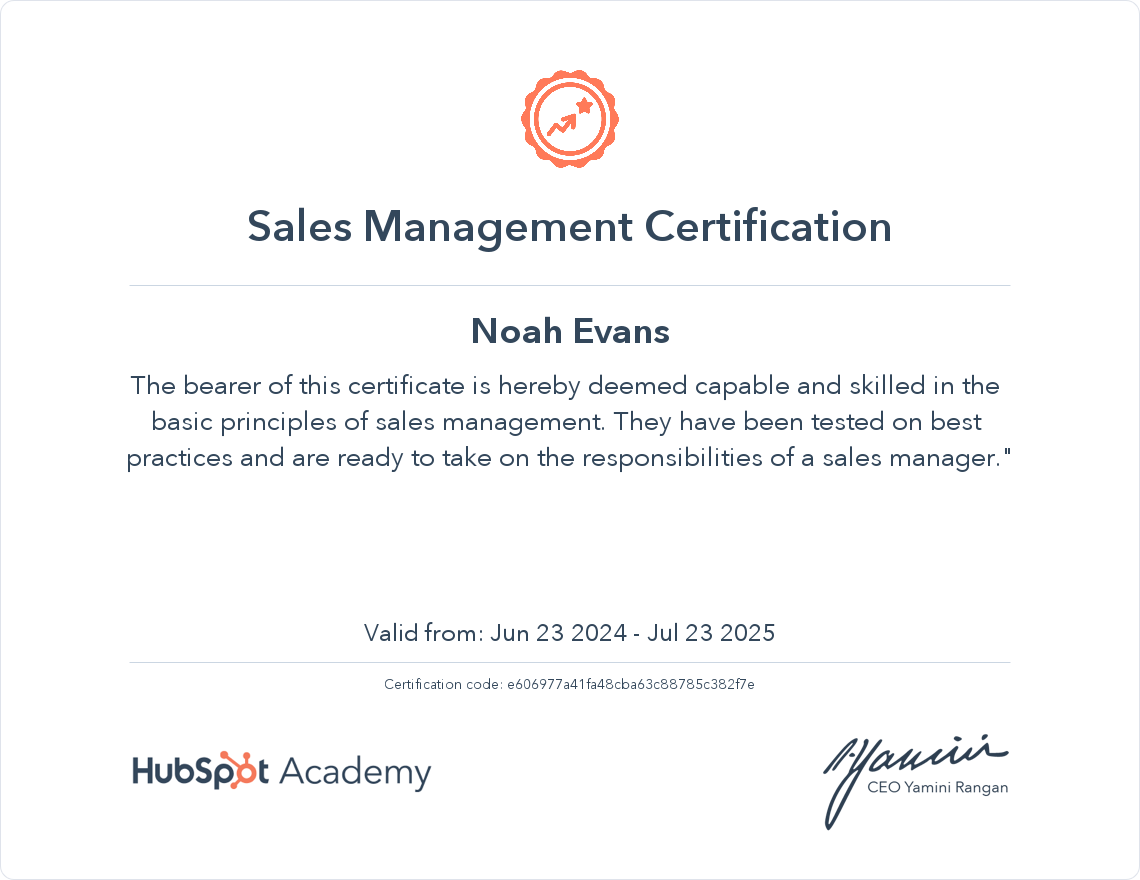 Sales Management Certification
Noah Evans
The bearer of this certificate is hereby deemed capable and skilled in the
basic principles of sales management. They have been tested on best
practices and are ready to take on the responsibilities of a sales manager."
Valid from: Jun 23 2024 - Jul 23 2025
Certification code: e606977a41fa48cba63c88785c382f7e
HubSpot Academy
Yamini
CEO Yamini Rangan